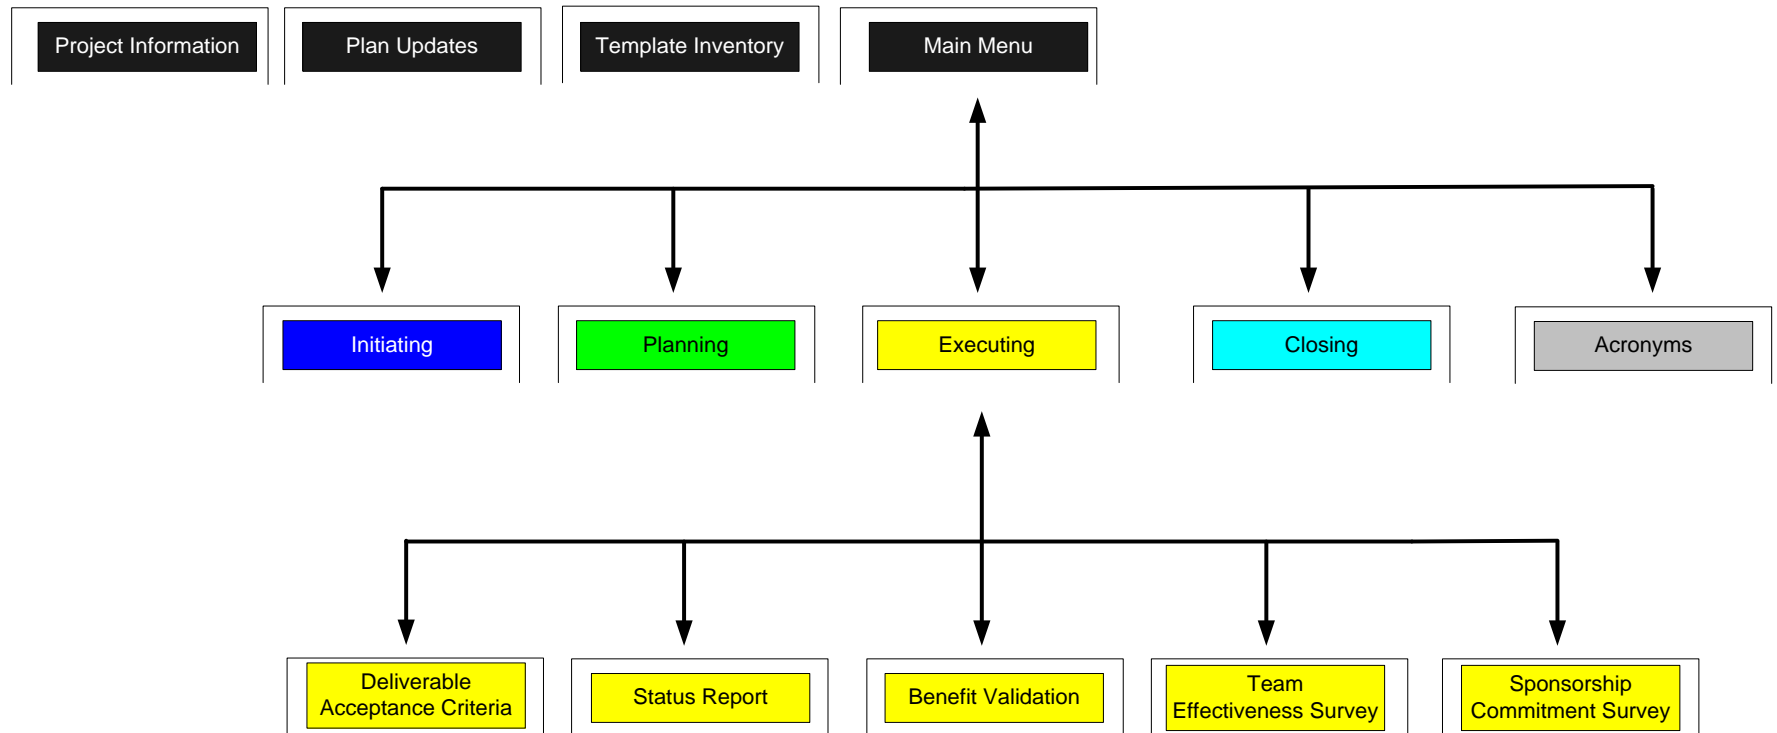 Project Information
Plan Updates
Template Inventory
Main Menu
Initiating
Planning
Executing
Closing
Acronyms
Deliverable
Acceptance Criteria
Status Report
Benefit Validation
Team
Effectiveness Survey
Sponsorship
Commitment Survey